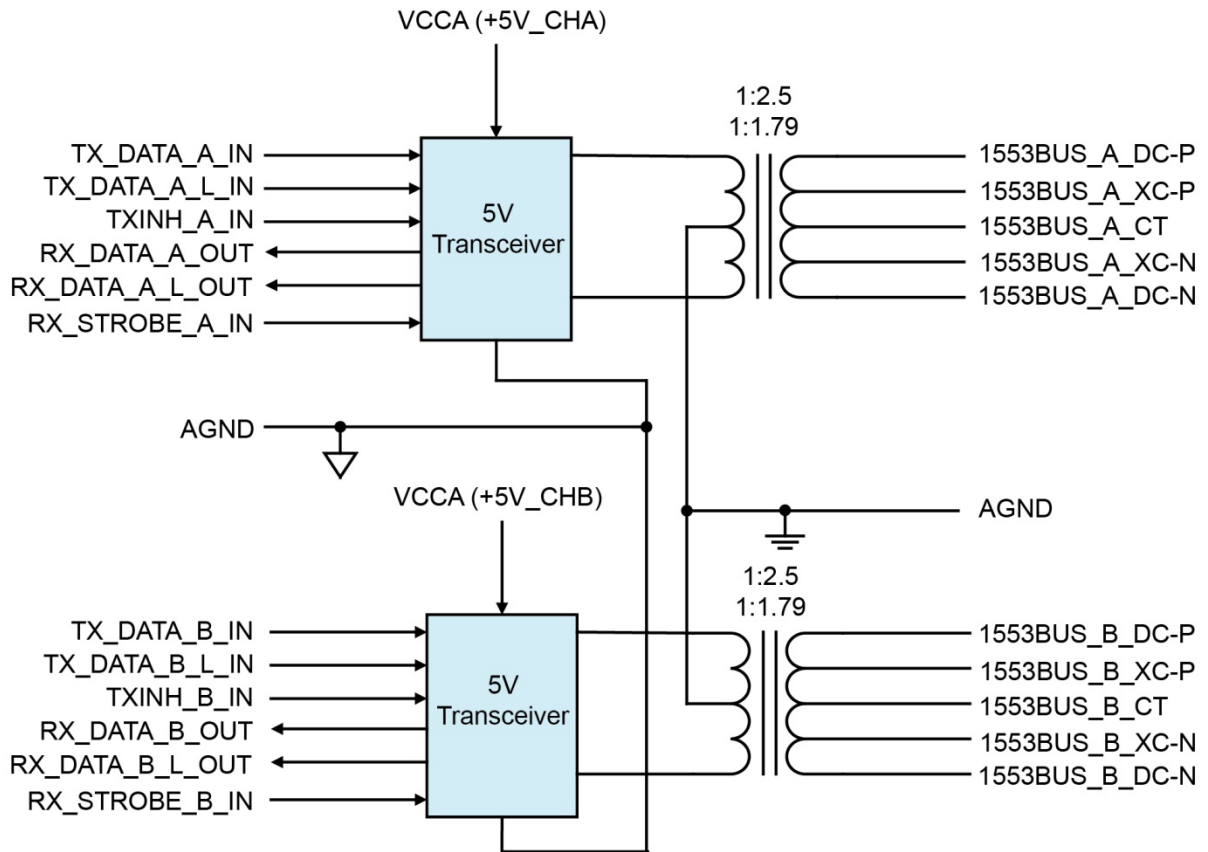 VCCA (+5V_CHA)
1:2.5
1:1.79
TX_DATA_A_IN
TX_DATA_A_L_IN
TXINH_A_IN
RX_DATA_A_OUT
RX_DATA_A_L_OUT
RX_STROBE_A_IN
5V
Transceiver
1553BUS_A_DC-P
1553BUS_A_XC-P
1553BUS_A_CT
1553BUS_A_XC-N
1553BUS_A_DC-N
AGND
VCCA (+5V_CHB)
AGND
1:2.5
1:1.79
TX_DATA_B_IN
TX_DATA_B_L_IN
TXINH_B_IN
RX_DATA_B_OUT
RX_DATA_B_L_OUT
RX_STROBE_B_IN
5V
Transceiver
1553BUS_B_DC-P
1553BUS_B_XC-P
1553BUS_B_CT
1553BUS_B_XC-N
1553BUS_B_DC-N